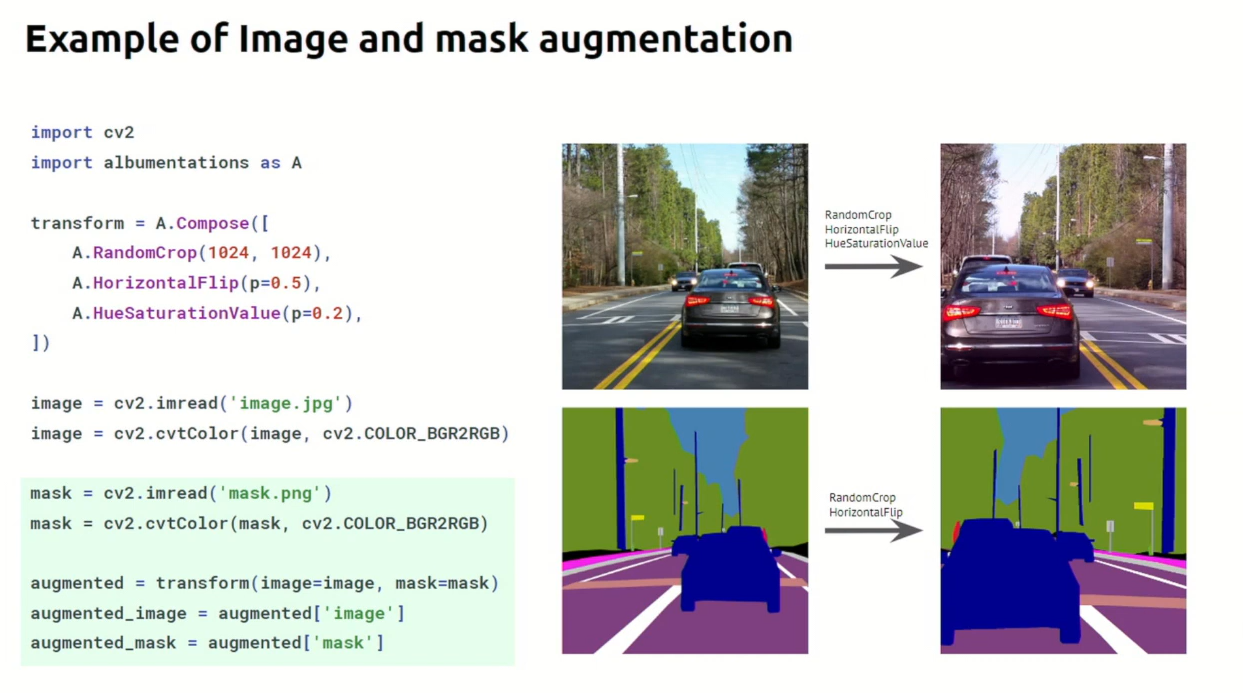 Example of Image and mask augmentation
import cv2
import albumentations as A
transform = A.Compose([
A.RandomCrop(1024, 1024),
A.HorizontalFlip(p=0.5),
A.HueSaturationValue(p=0.2),
])
image = cv2.imread('image.jpg')
image = cv2.cvtColor(image, cv2.COLOR_BGR2RGB)
mask = cv2.imread('mask.png')
mask = cv2.cvtColor(mask, cv2.COLOR_BGR2RGB)
augmented = transform(image=image, mask=mask)
augmented_image = augmented['image']
augmented_mask = augmented['mask']
RandomCrop
HorizontalFlip
HueSaturationValue
RandomCrop
HorizontalFlip